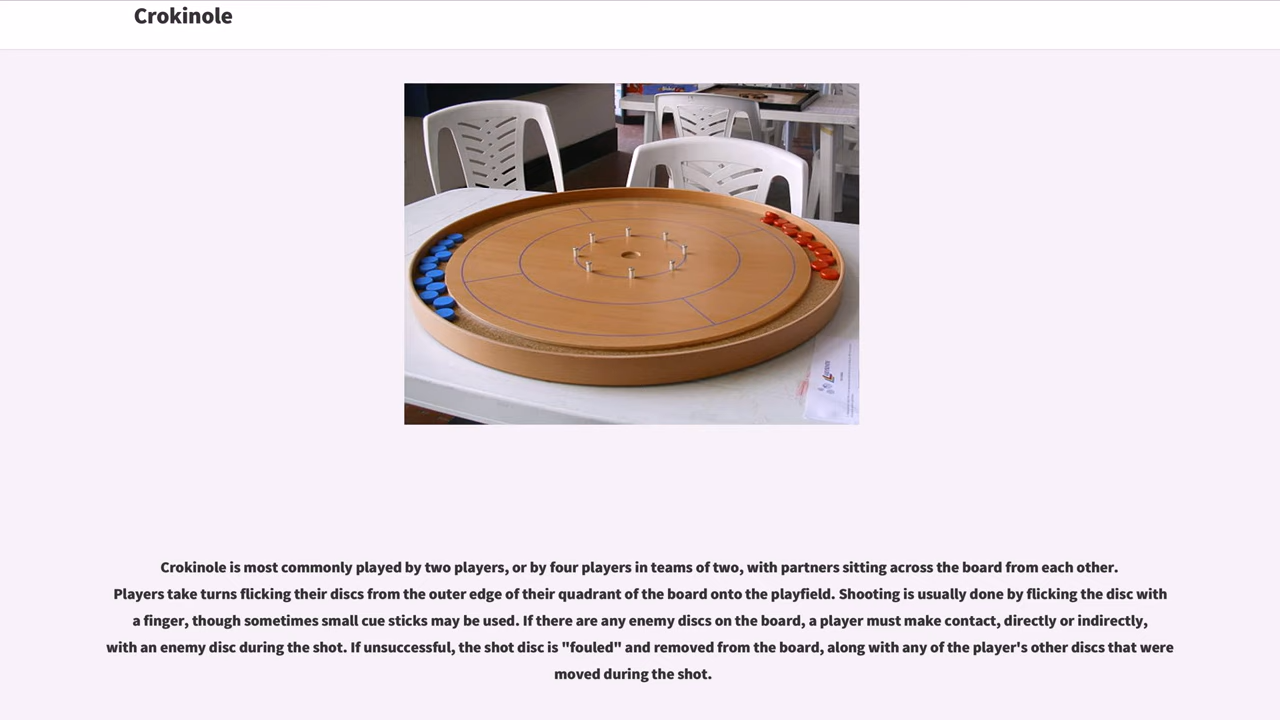 Crokinole
Crokinole is most commonly played by two players, or by four players in teams of two, with partners sitting across the board from each other.
Players take turns flicking their discs from the outer edge of their quadrant of the board onto the playfield. Shooting is usually done by flicking the disc with
a finger, though sometimes small cue sticks may be used. If there are any enemy discs on the board, a player must make contact, directly or indirectly,
with an enemy disc during the shot. If unsuccessful, the shot disc is "fouled" and removed from the board, along with any of the player's other discs that were
moved during the shot.